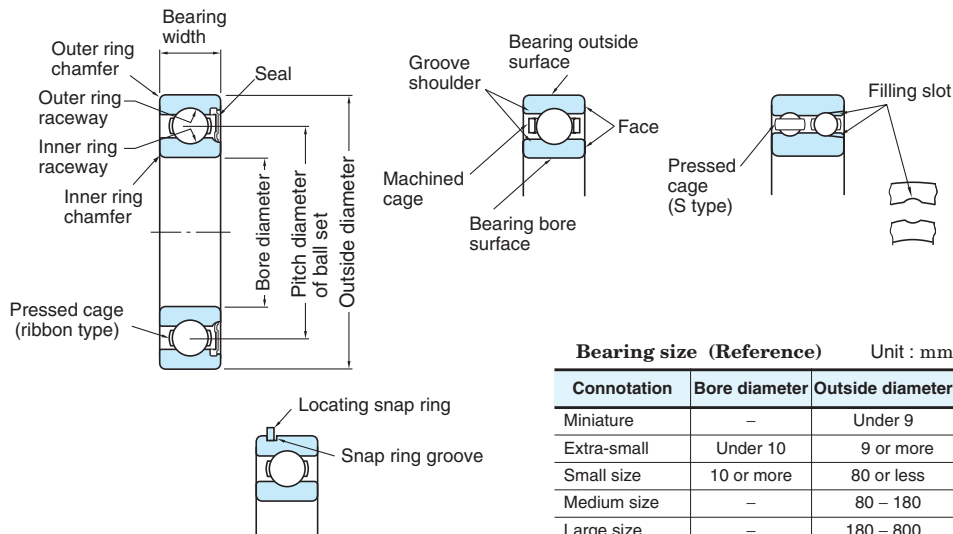 Bearing
width
Outer ring
chamfer
Seal
Outer ring
raceway
Inner ring
raceway
Inner ring
chamfer
Bore diameter
Pitch diameter
of ball set
Outside diameter
Pressed cage
(ribbon type)
Bearing outside
surface
Groove
shoulder
Face
Machined
cage
Bearing bore
surface
Filling slot
Pressed
cage
(S type)
Locating snap ring
Snap ring groove
Bearing size (Reference) Unit : mm
Connotation Bore diameter Outside diameter
Miniature – Under 9
Extra-small Under 10 9 or more
Small size 10 or more 80 or less
Medium size – 80 – 180
Large size – 180 – 800